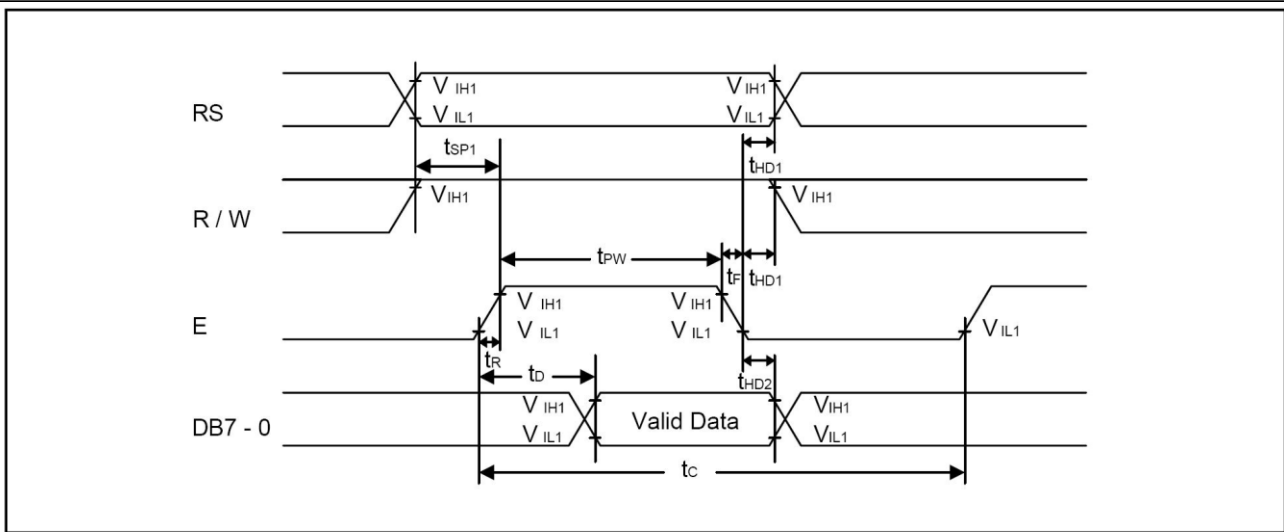 V IH1 V IH1
RS
V IL1 V IL1
tSP1
tHD1
VIH1 VIH1
R / W
tPW
tF tHD1
V IH1 VIH1
E V IL1 V IL1 VIL1
tR
tD
tHD2
V IH1 VIH1
DB7 - 0 Valid Data
V IL1 VIL1
tC